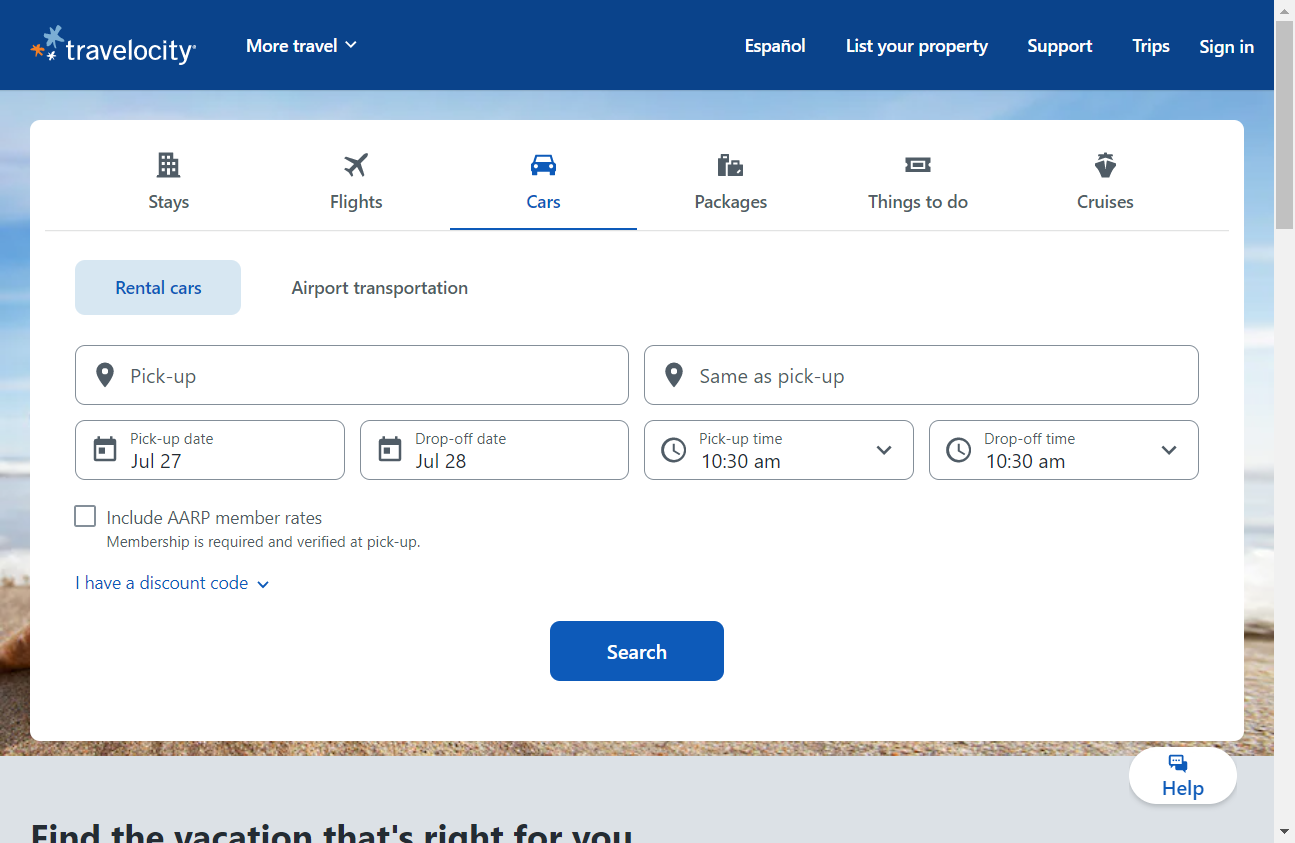 travelocity
More travel
Español
List your property
Support
Trips
Sign in
Stays
Flights
Cars
Packages
Things to do
Cruises
Rental cars
Airport transportation
Pick-up
Same as pick-up
Pick-up date
Jul 27
Drop-off date
Jul 28
Pick-up time
10:30 am
Drop-off time
10:30 am
Include AARP member rates
Membership is required and verified at pick-up.
I have a discount code
Search
Help
Find the vacation that's right for you